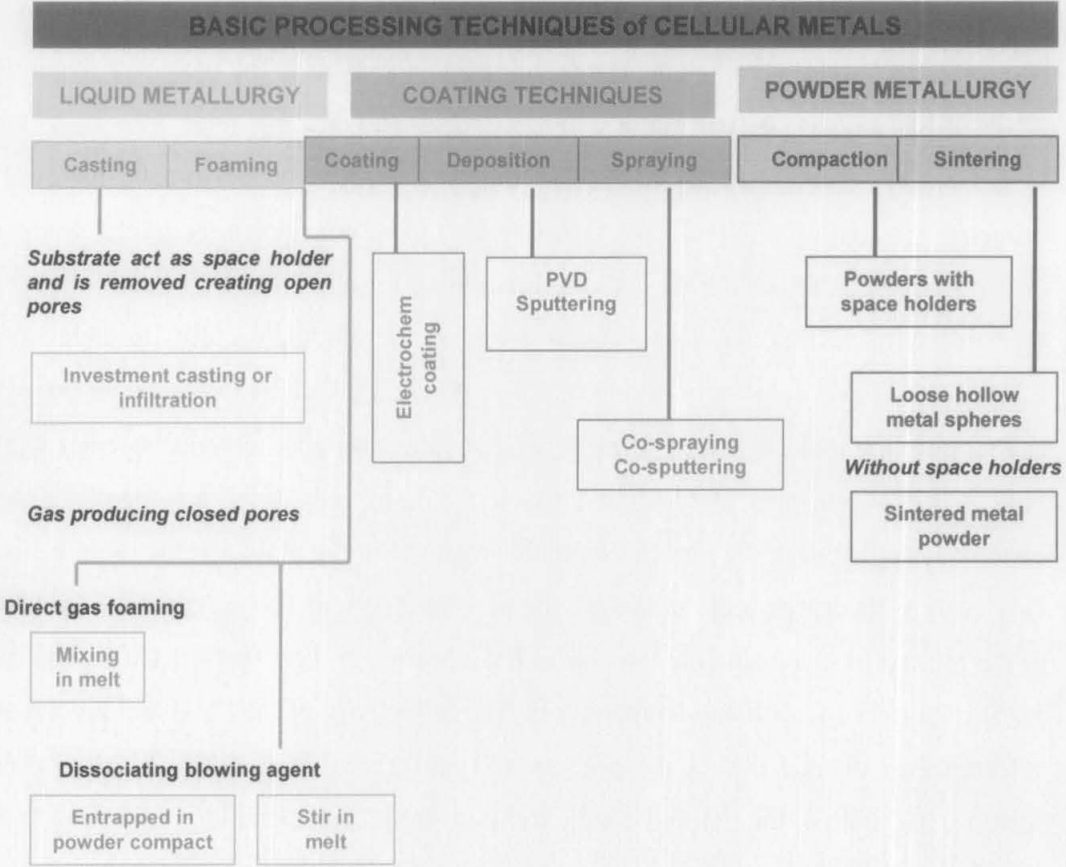 BASIC PROCESSING TECHNIQUES of CELLULAR METALS
LIQUID METALLURGY
COATING TECHNIQUES
POWDER METALLURGY
Casting
Foaming
Coating
Deposition
Spraying
Compaction
Sintering
Substrate act as space holder
and is removed creating open
pores
Investment casting or
infiltration
Electrochem
coating
PVD
Sputtering
Co-spraying
Co-sputtering
Powders with
space holders
Loose hollow
metal spheres
Without space holders
Sintered metal
powder
Gas producing closed pores
Direct gas foaming
Mixing
in melt
Dissociating blowing agent
Entrapped in
powder compact
Stir in
melt